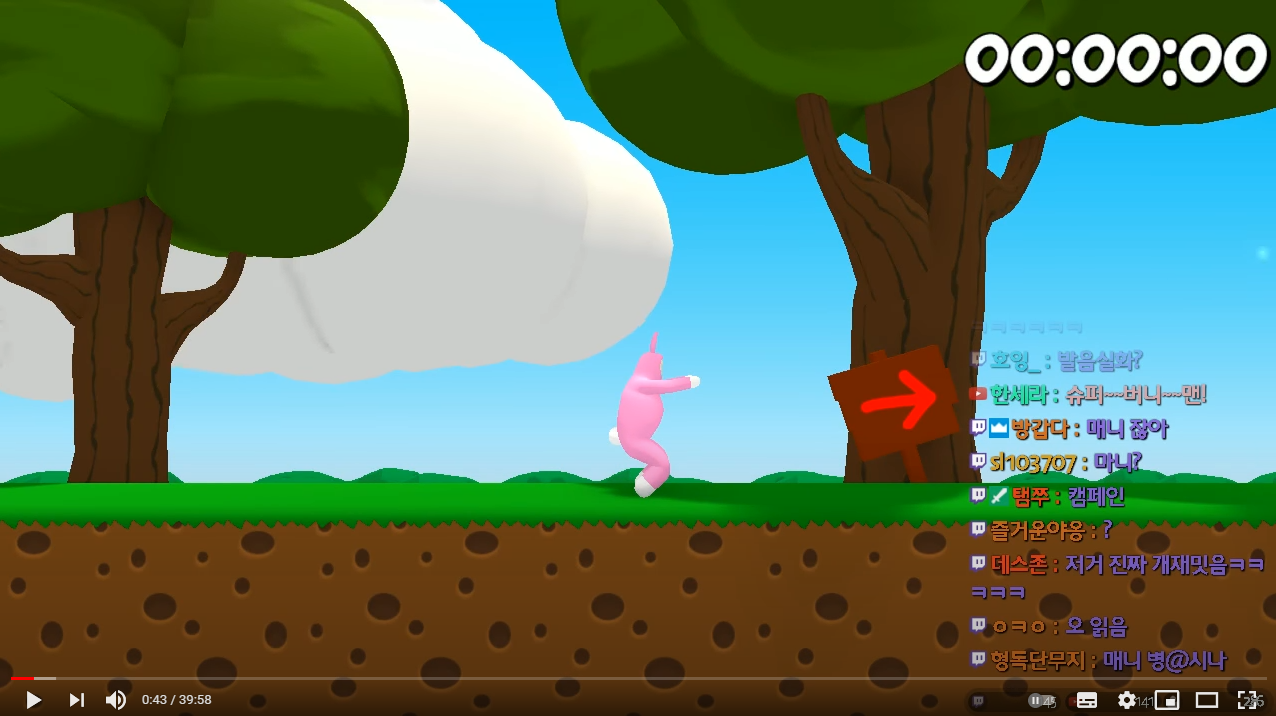 00:00:00
ㅋㅋㅋㅋㅋㅋ
호잉_ : 발음실화?
한세라 : 슈퍼~~버니~~맨!
방갑다 : 매니 잖아
sl103707 : 마니?
탬쭈 : 캠페인
즐거운야옹 : ?
데스존 : 저거 진짜 개재밋음ㅋㅋ
ㅋㅋㅋ
ㅇㅋㅇ : 오 읽음
형독단무지 : 매니 병@시나
0:43 / 39:58
45
141